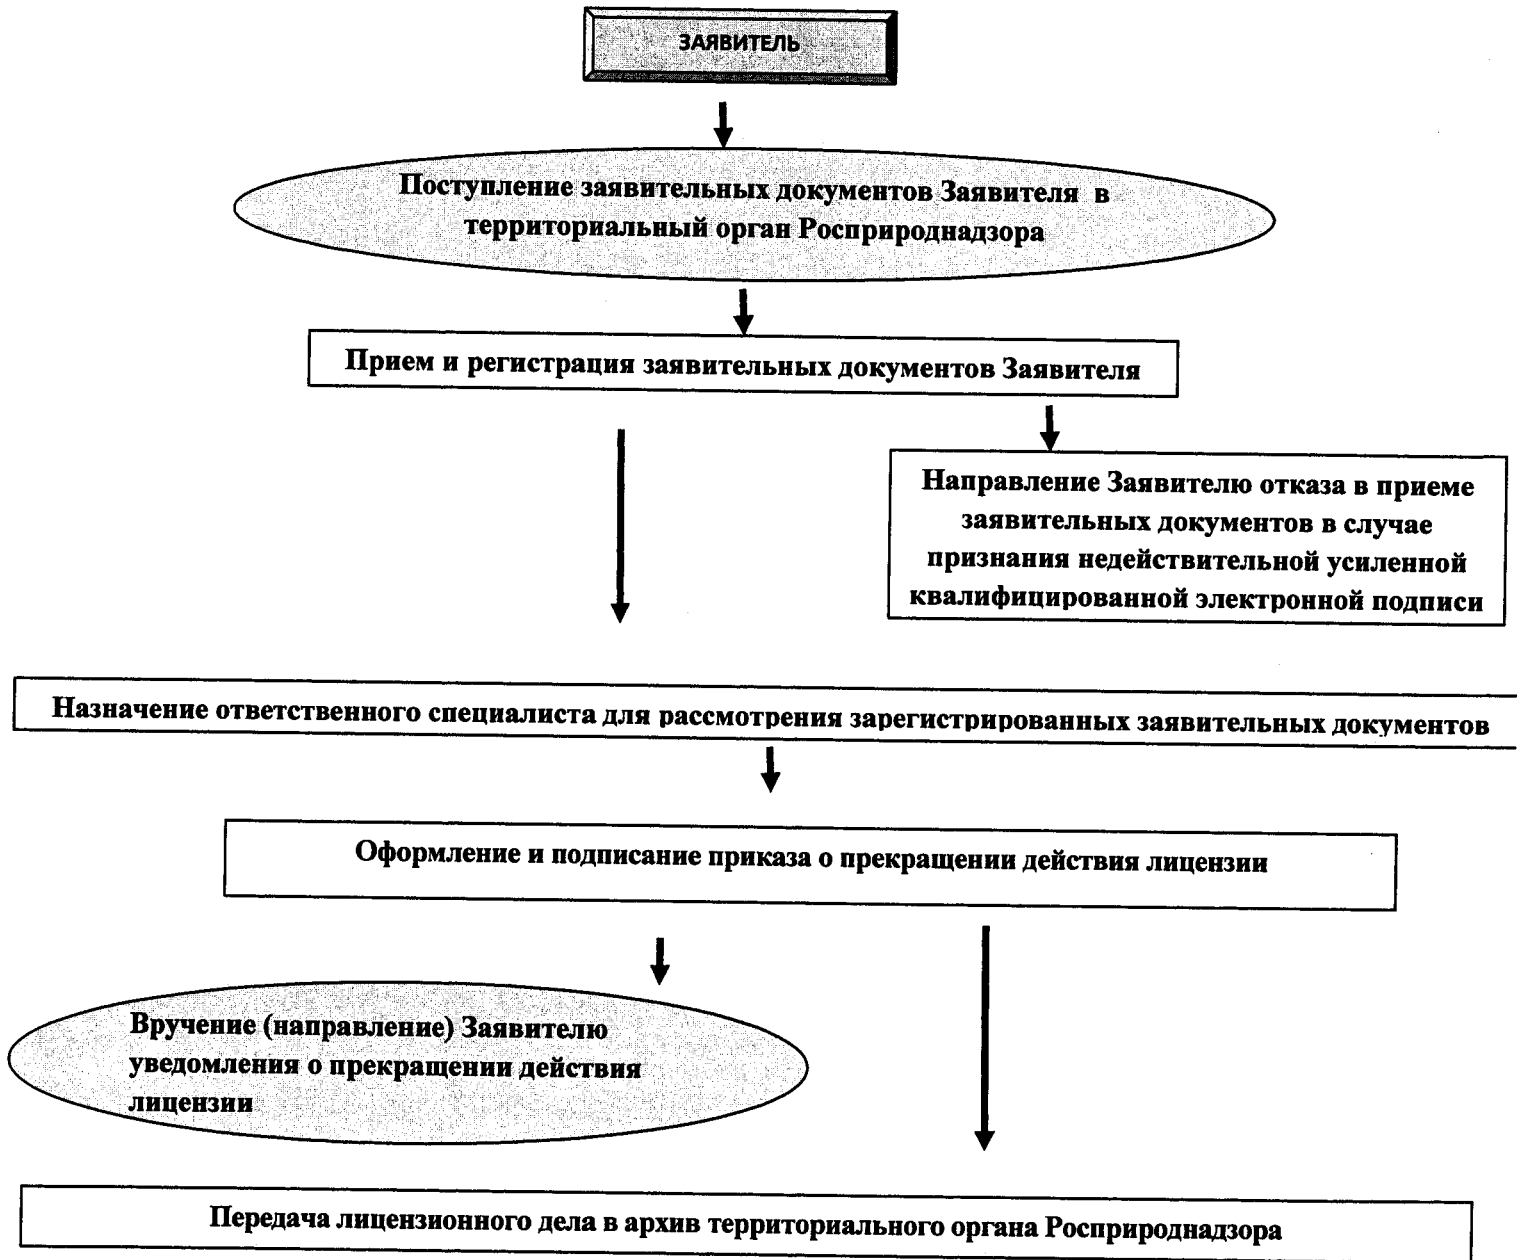 ЗАЯВИТЕЛЬ
Поступление заявительных документов Заявителя в
территориальный орган Росприроднадзора
Прием и регистрация заявительных документов Заявителя
Направление Заявителю отказа в приеме
заявительных документов в случае
признания недействительной усиленной
квалифицированной электронной подписи
Назначение ответственного специалиста для рассмотрения зарегистрированных заявительных документов
Оформление и подписание приказа о прекращении действия лицензии
Вручение (направление) Заявителю
уведомления о прекращении действия
лицензии
Передача лицензионного дела в архив территориального органа Росприроднадзора